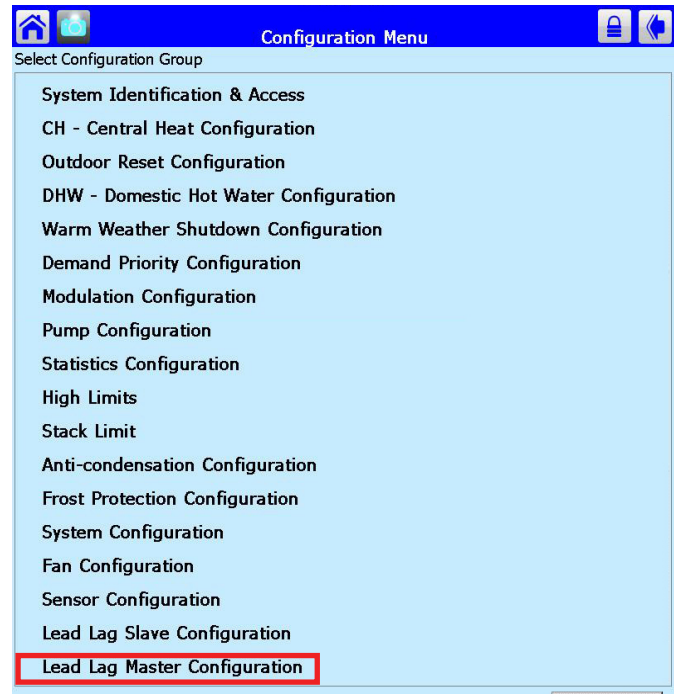 Configuration Menu
Select Configuration Group
System Identification & Access
CH - Central Heat Configuration
Outdoor Reset Configuration
DHW - Domestic Hot Water Configuration
Warm Weather Shutdown Configuration
Demand Priority Configuration
Modulation Configuration
Pump Configuration
Statistics Configuration
High Limits
Stack Limit
Anti-condensation Configuration
Frost Protection Configuration
System Configuration
Fan Configuration
Sensor Configuration
Lead Lag Slave Configuration
Lead Lag Master Configuration